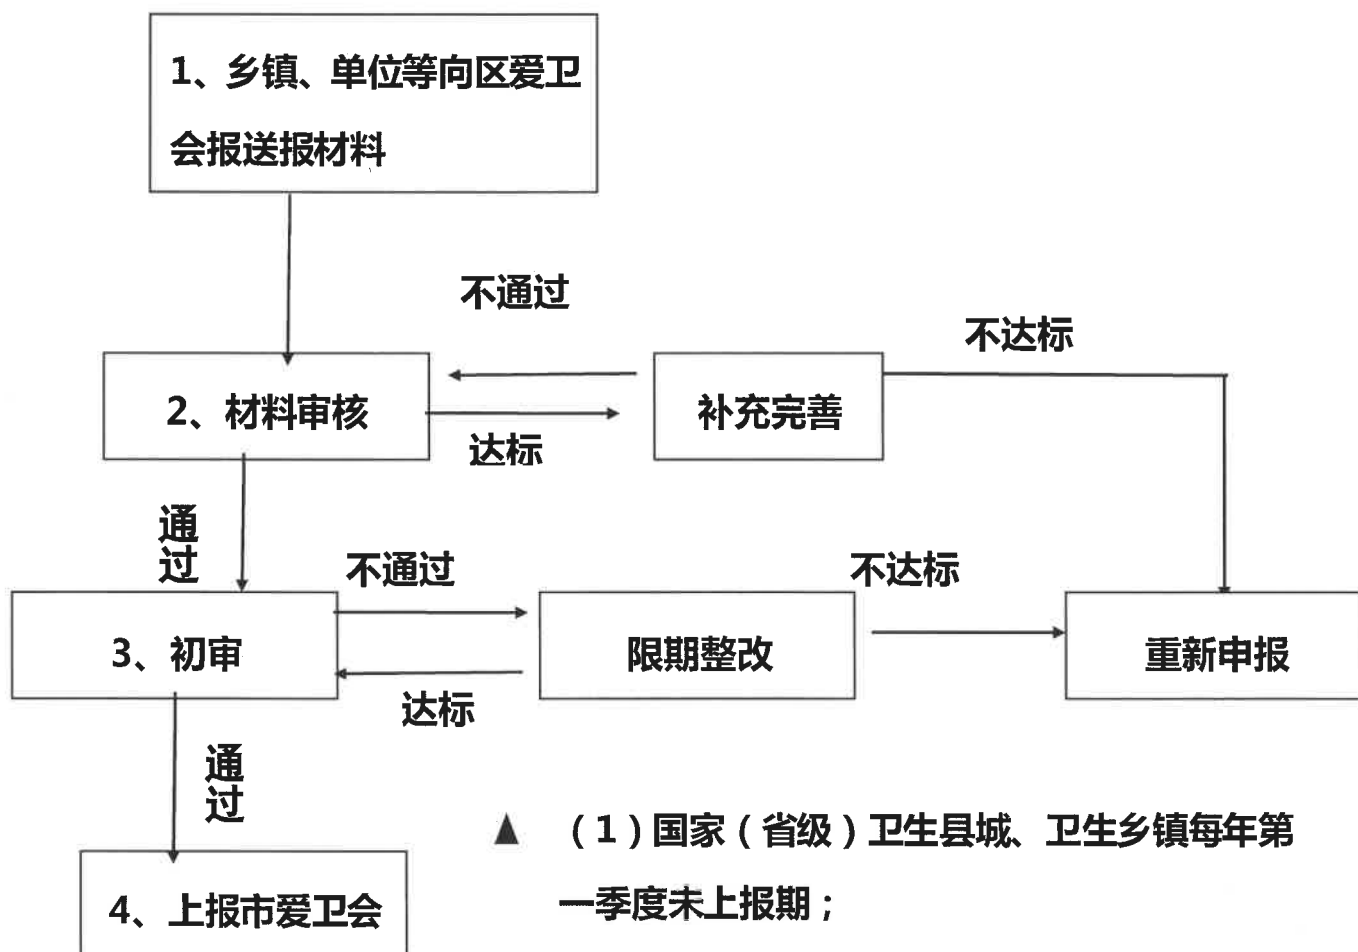 1、乡镇、单位等向区爱卫
会报送报材料
不通过
不达标
2、材料审核
补充完善
达标
通过
不通过
不达标
3、初审
限期整改
重新申报
达标
通过
▲ （1）国家（省级）卫生县城、卫生乡镇每年第
一季度未上报期；
4、上报市爱卫会